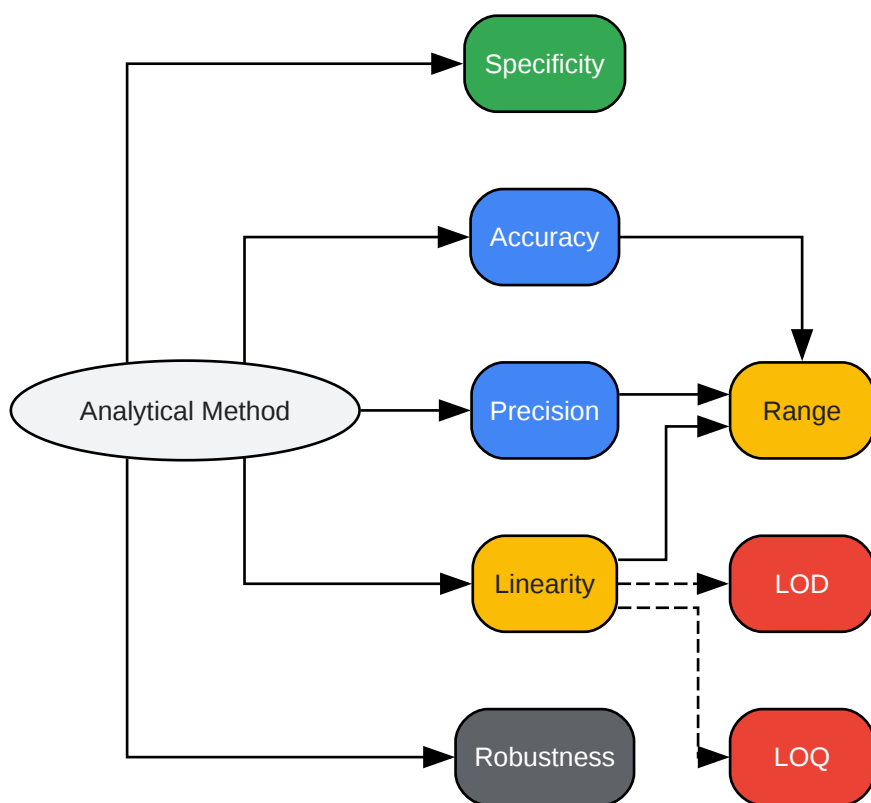 Specificity
Accuracy
Analytical Method
Precision
Range
Linearity
LOD
Robustness
LOQ